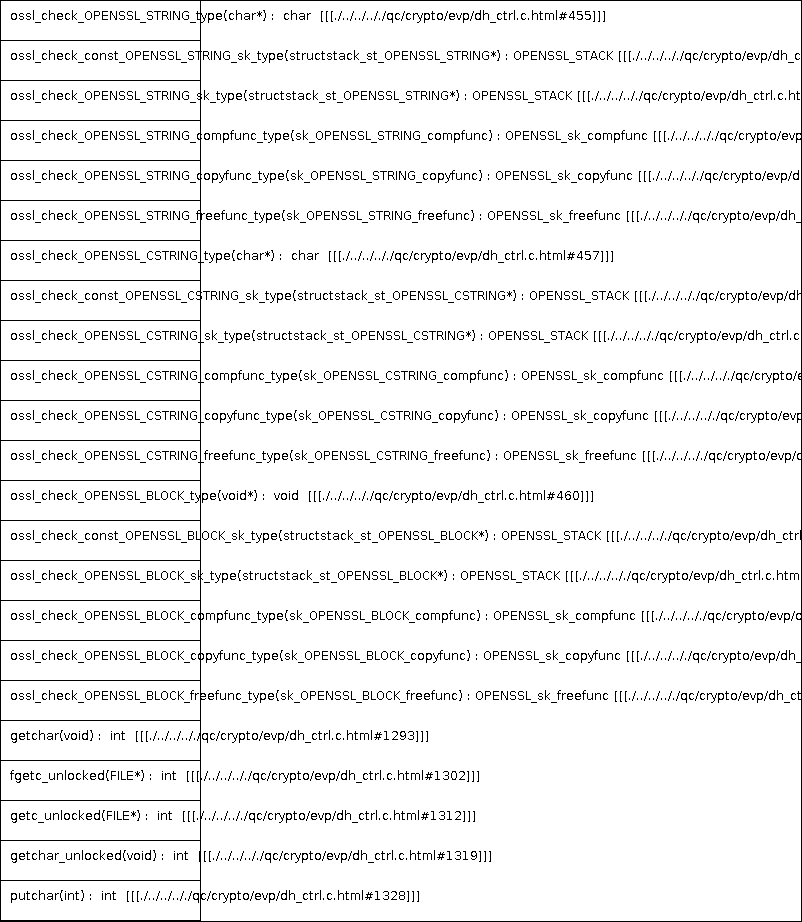 ossl_check_OPENSSL_STRING_type(char*) :  char  [[[./../../././qc/crypto/evp/dh_ctrl.c.html#455]]]
ossl_check_const_OPENSSL_STRING_sk_type(structstack_st_OPENSSL_STRING*) : OPENSSL_STACK [[[./../../././qc/crypto/evp/dh_c
ossl_check_OPENSSL_STRING_sk_type(structstack_st_OPENSSL_STRING*) : OPENSSL_STACK [[[./../../././qc/crypto/evp/dh_ctrl.c.ht
ossl_check_OPENSSL_STRING_compfunc_type(sk_OPENSSL_STRING_compfunc) : OPENSSL_sk_compfunc [[[./../../././qc/crypto/evp
ossl_check_OPENSSL_STRING_copyfunc_type(sk_OPENSSL_STRING_copyfunc) : OPENSSL_sk_copyfunc [[[./../../././qc/crypto/evp/d
ossl_check_OPENSSL_STRING_freefunc_type(sk_OPENSSL_STRING_freefunc) : OPENSSL_sk_freefunc [[[./../../././qc/crypto/evp/dh_
ossl_check_OPENSSL_CSTRING_type(char*) :  char  [[[./../../././qc/crypto/evp/dh_ctrl.c.html#457]]]
ossl_check_const_OPENSSL_CSTRING_sk_type(structstack_st_OPENSSL_CSTRING*) : OPENSSL_STACK [[[./../../././qc/crypto/evp/dh
ossl_check_OPENSSL_CSTRING_sk_type(structstack_st_OPENSSL_CSTRING*) : OPENSSL_STACK [[[./../../././qc/crypto/evp/dh_ctrl.c
ossl_check_OPENSSL_CSTRING_compfunc_type(sk_OPENSSL_CSTRING_compfunc) : OPENSSL_sk_compfunc [[[./../../././qc/crypto/e
ossl_check_OPENSSL_CSTRING_copyfunc_type(sk_OPENSSL_CSTRING_copyfunc) : OPENSSL_sk_copyfunc [[[./../../././qc/crypto/evp
ossl_check_OPENSSL_CSTRING_freefunc_type(sk_OPENSSL_CSTRING_freefunc) : OPENSSL_sk_freefunc [[[./../../././qc/crypto/evp/d
ossl_check_OPENSSL_BLOCK_type(void*) :  void  [[[./../../././qc/crypto/evp/dh_ctrl.c.html#460]]]
ossl_check_const_OPENSSL_BLOCK_sk_type(structstack_st_OPENSSL_BLOCK*) : OPENSSL_STACK [[[./../../././qc/crypto/evp/dh_ctrl
ossl_check_OPENSSL_BLOCK_sk_type(structstack_st_OPENSSL_BLOCK*) : OPENSSL_STACK [[[./../../././qc/crypto/evp/dh_ctrl.c.htm
ossl_check_OPENSSL_BLOCK_compfunc_type(sk_OPENSSL_BLOCK_compfunc) : OPENSSL_sk_compfunc [[[./../../././qc/crypto/evp/d
ossl_check_OPENSSL_BLOCK_copyfunc_type(sk_OPENSSL_BLOCK_copyfunc) : OPENSSL_sk_copyfunc [[[./../../././qc/crypto/evp/dh_
ossl_check_OPENSSL_BLOCK_freefunc_type(sk_OPENSSL_BLOCK_freefunc) : OPENSSL_sk_freefunc [[[./../../././qc/crypto/evp/dh_ct
getchar(void) :  int  [[[./../../././qc/crypto/evp/dh_ctrl.c.html#1293]]]
fgetc_unlocked(FILE*) :  int  [[[./../../././qc/crypto/evp/dh_ctrl.c.html#1302]]]
getc_unlocked(FILE*) :  int  [[[./../../././qc/crypto/evp/dh_ctrl.c.html#1312]]]
getchar_unlocked(void) :  int  [[[./../../././qc/crypto/evp/dh_ctrl.c.html#1319]]]
putchar(int) :  int  [[[./../../././qc/crypto/evp/dh_ctrl.c.html#1328]]]